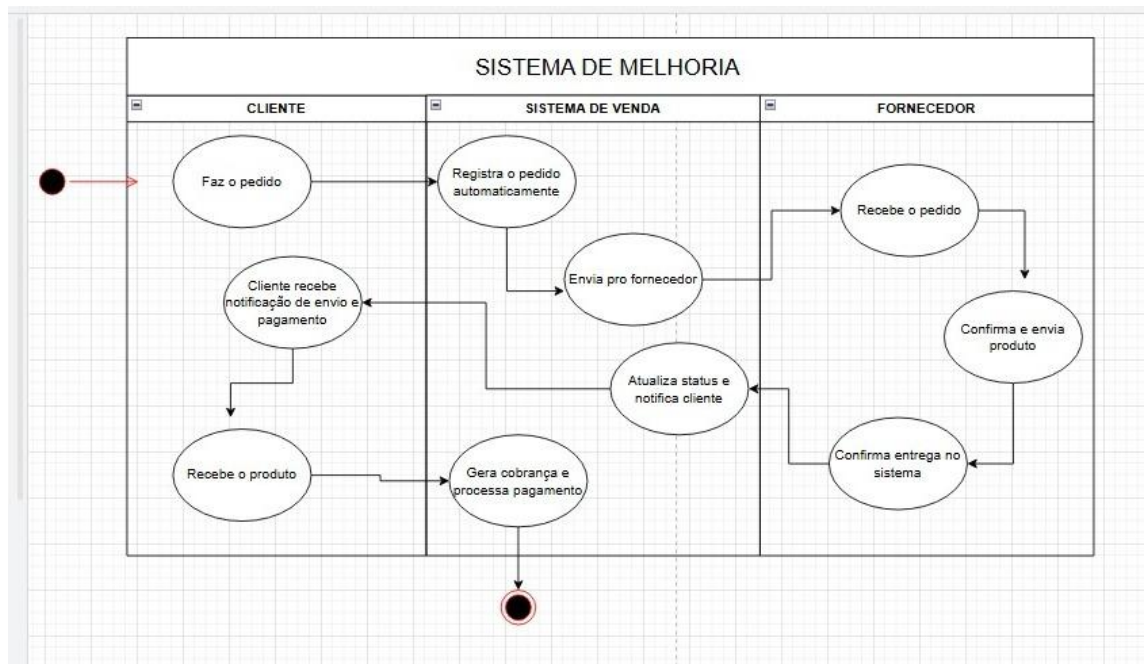 SISTEMA DE MELHORIA
CLIENTE
SISTEMA DE VENDA
FORNECEDOR
Faz o pedido
Registra o pedido
automaticamente
Recebe o pedido
Envia pro fornecedor
Cliente recebe
notificação de envio e
pagamento
Confirma e envia
produto
Atualiza status e
notifica cliente
Recebe o produto
Gera cobrança e
processa pagamento
Confirma entrega no
sistema